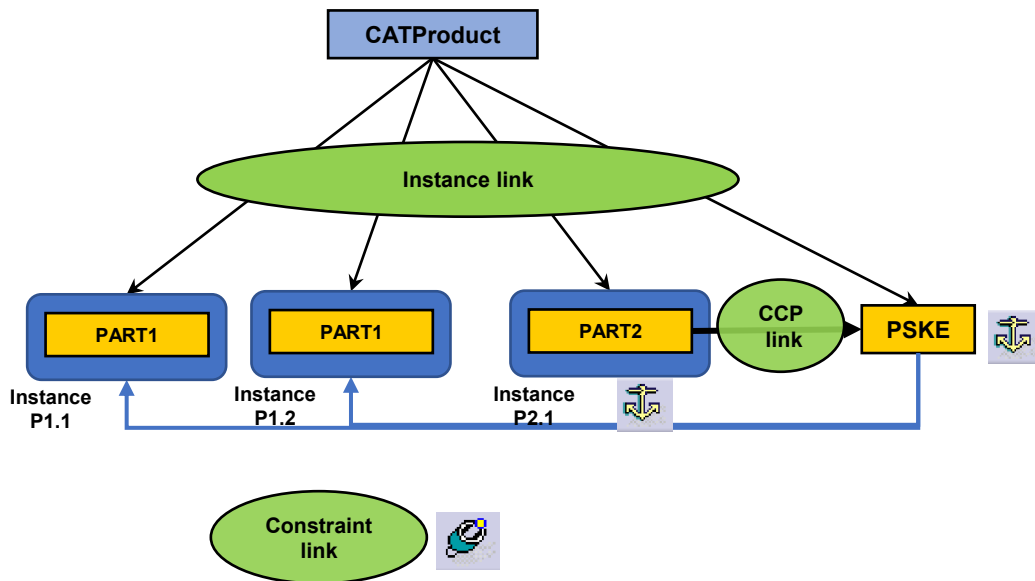 CATProduct
Instance link
PART1
PART1
PART2
CCP
link
PSKE
Instance
P1.1
Instance
P1.2
Instance
P2.1
Constraint
link